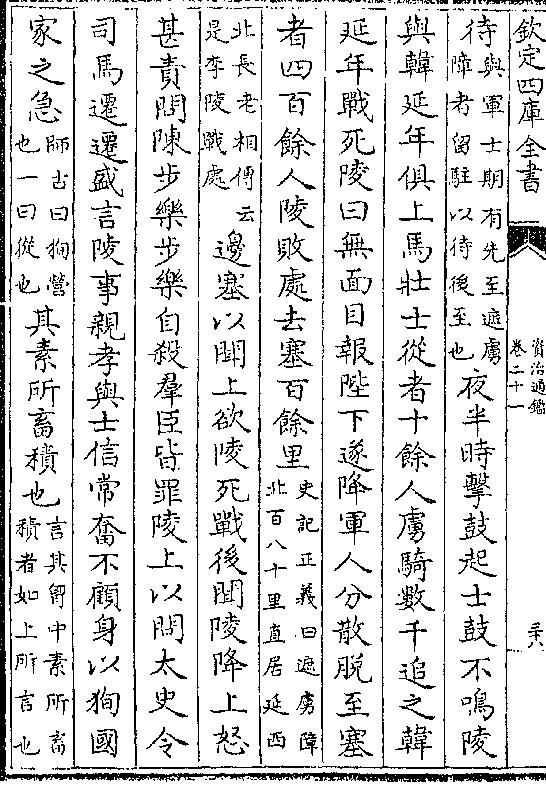 欽定四庫全書
資治通鑑
卷二十一
三六
待與軍士期有先至遮虜
障者留駐以待後至也夜半時擊鼓起士鼓不鳴陵
與韓延年俱上馬壯士從者十餘人虜騎數千追之韓
延年戰死陵曰無面目報陛下遂降軍人分散脱至塞
者四百餘人陵敗處去塞百餘里史記正義曰遮虜障
北百八十里直居延西
北長老相傳云
是李陵戰處邊塞以聞上欲陵死戰後聞陵降上怒
甚責問陳步樂步樂自殺羣臣皆罪陵上以問太史令
司馬遷遷盛言陵事親孝與士信常奮不顧身以狥國
家之急師古曰狥營
也一曰從也其素所畜積也言其胷中素所畜
積者如上所言也